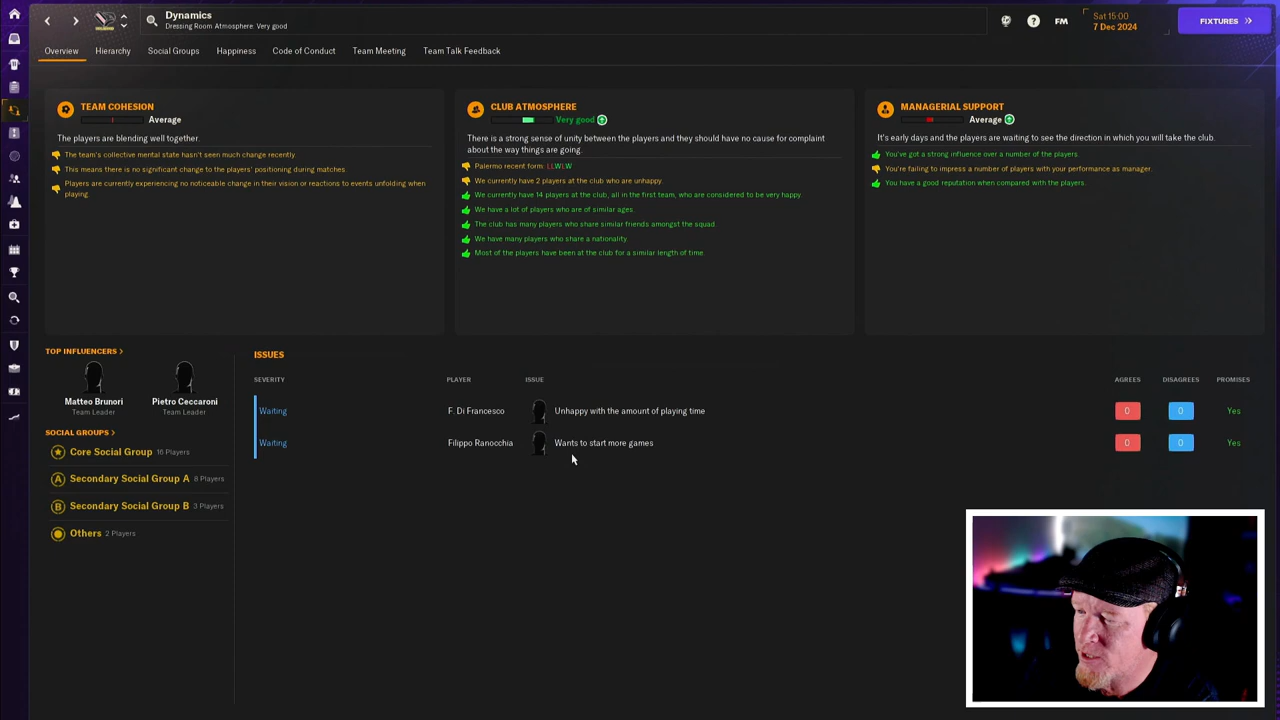 Dynamics
Dressing Room Atmosphere: Very good
FM
Sat 15:00
7 Dec 2024
FIXTURES
Overview
Hierarchy
Social Groups
Happiness
Code of Conduct
Team Meeting
Team Talk Feedback
TEAM COHESION
Average
The players are blending well together.
The team's collective mental state hasn't seen much change recently.
This means there is no significant change to the players' positioning during matches.
Players are currently experiencing no noticeable change in their vision or reactions to events unfolding when
playing.
CLUB ATMOSPHERE
Very good
There is a strong sense of unity between the players and they should have no cause for complaint
about the way things are going.
Palermo recent form: LLWLW
We currently have 2 players at the club who are unhappy.
We currently have 14 players at the club, all in the first team, who are considered to be very happy.
We have a lot of players who are of similar ages.
The club has many players who share similar friends amongst the squad.
We have many players who share a nationality.
Most of the players have been at the club for a similar length of time.
MANAGERIAL SUPPORT
Average
It's early days and the players are waiting to see the direction in which you will take the club.
You've got a strong influence over a number of the players.
You're failing to impress a number of players with your performance as manager.
You have a good reputation when compared with the players.
TOP INFLUENCERS >
Matteo Brunori
Team Leader
Pietro Ceccaroni
Team Leader
SOCIAL GROUPS >
Core Social Group 16 Players
A Secondary Social Group A 8 Players
B Secondary Social Group B 3 Players
Others 2 Players
ISSUES
SEVERITY
PLAYER
ISSUE
AGREES
DISAGREES
PROMISES
Waiting F. Di Francesco Unhappy with the amount of playing time 0 0 Yes
Waiting Filippo Ranocchia Wants to start more games 0 0 Yes